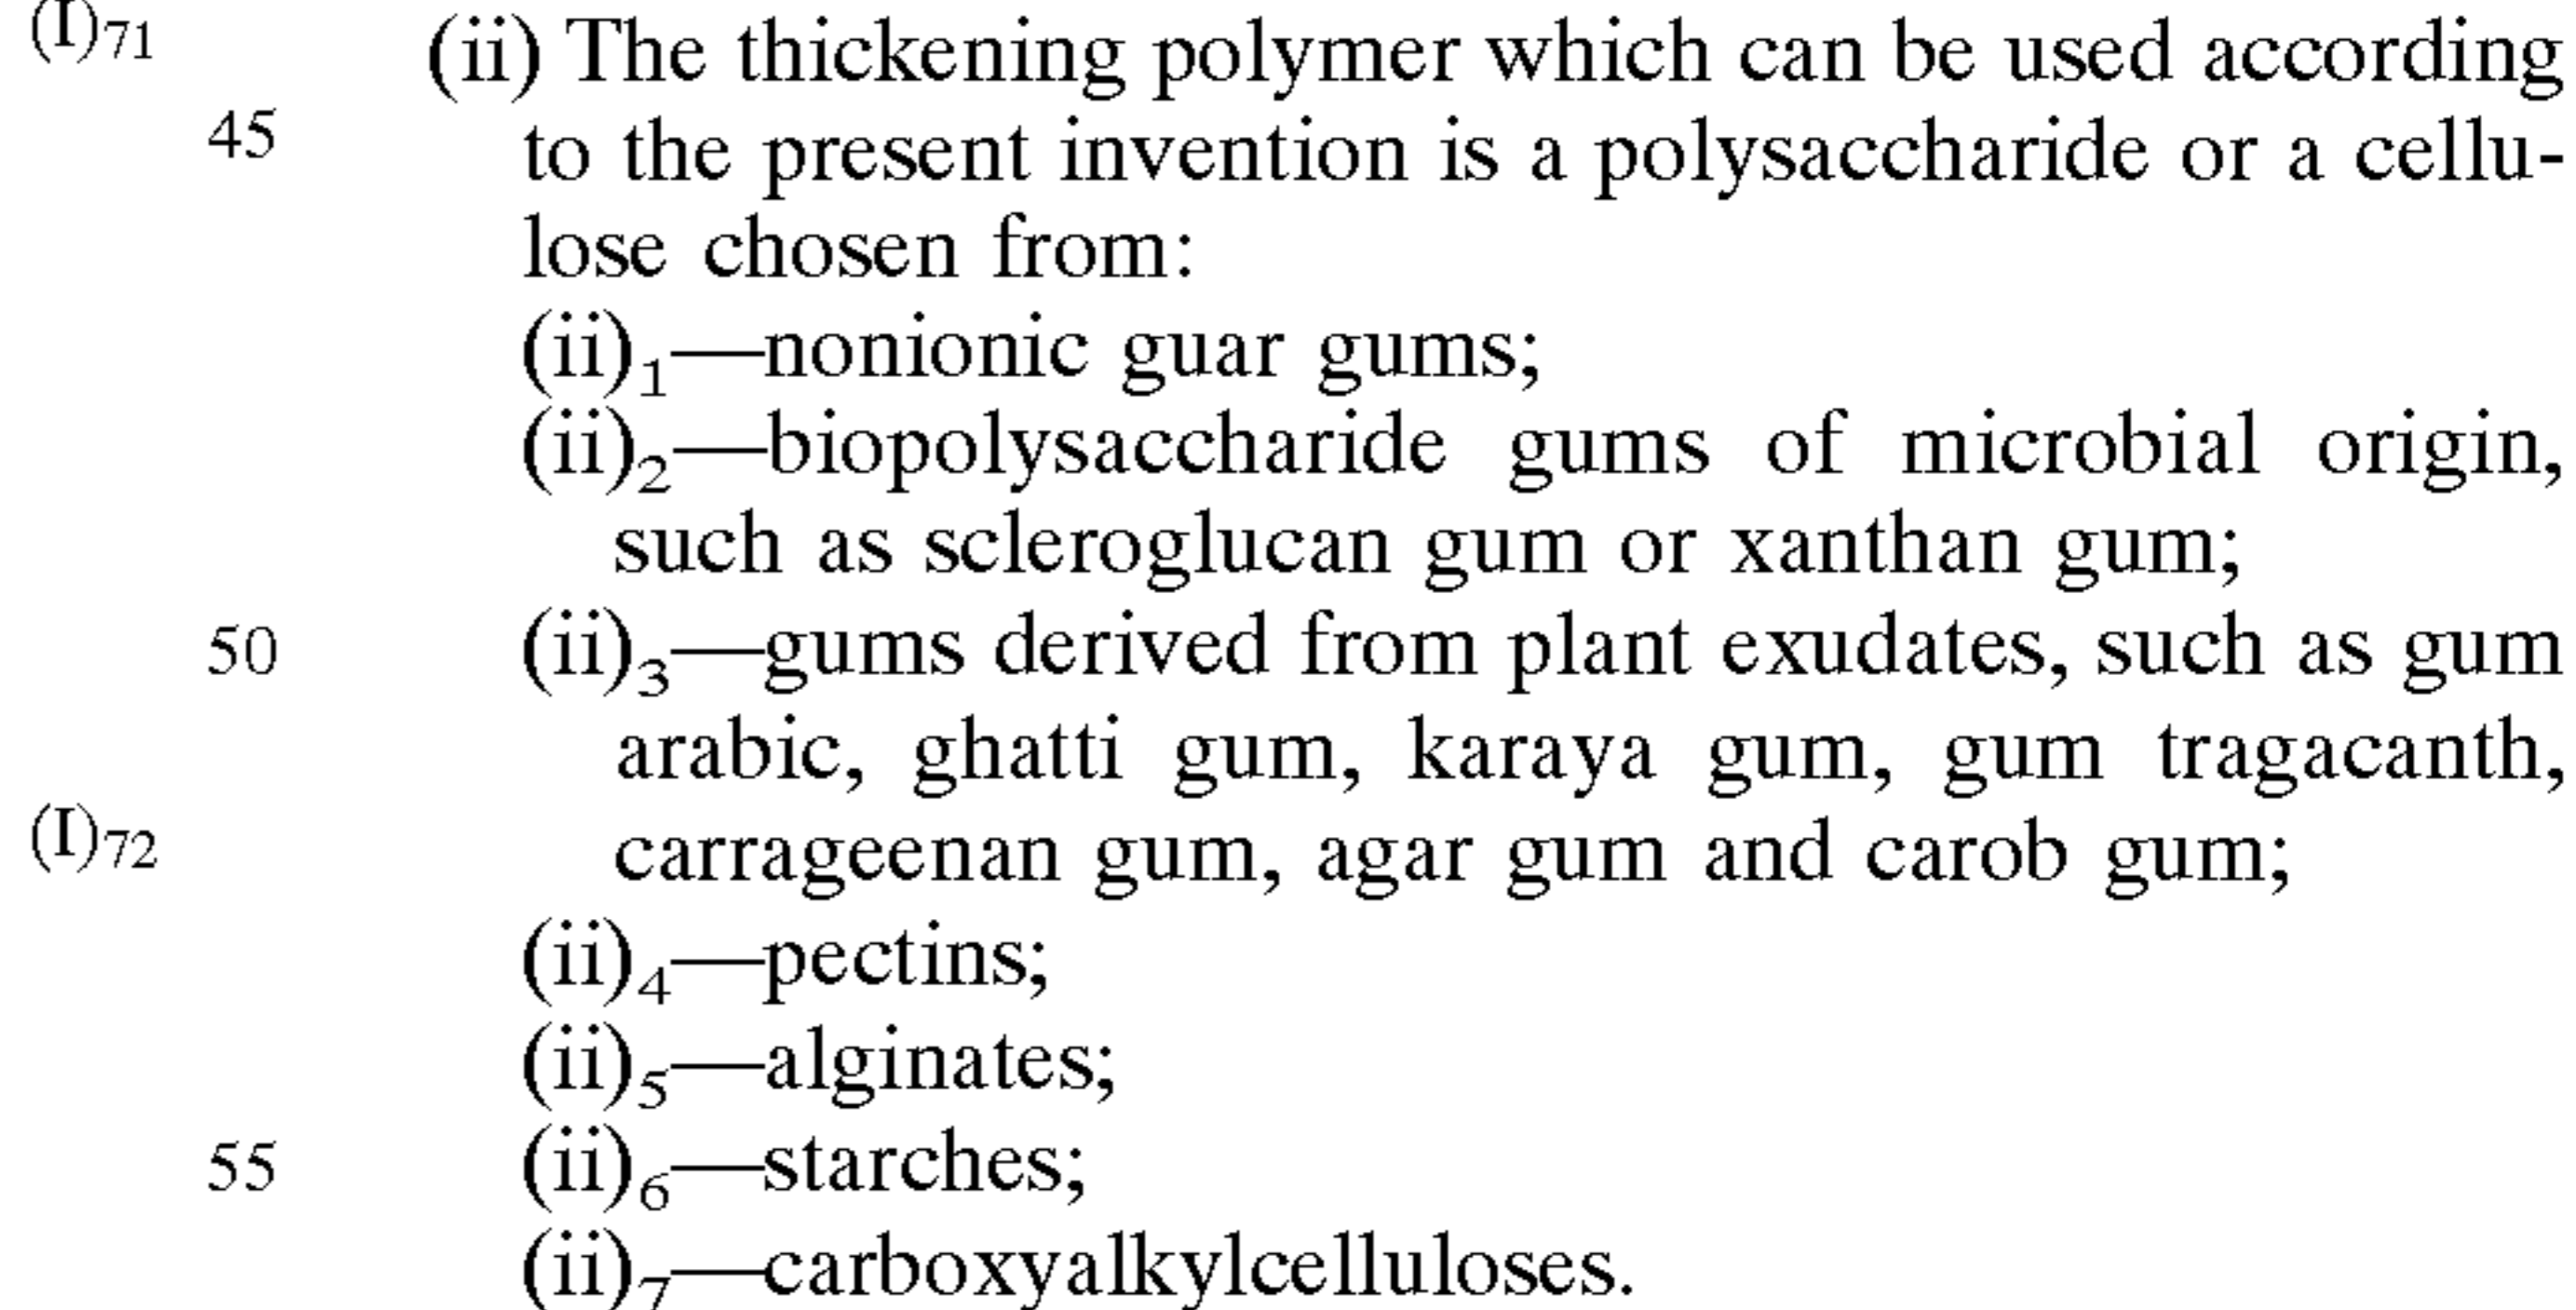 (I)71 (ii) The thickening polymer which can be used according
45 to the present invention is a polysaccharide or a cellu-
lose chosen from:
(ii)1—nonionic guar gums;
(ii)2—biopolysaccharide gums of microbial origin,
such as scleroglucan gum or xanthan gum;
50 (ii)3—gums derived from plant exudates, such as gum
arabic, ghatti gum, karaya gum, gum tragacanth,
(I)72 carrageenan gum, agar gum and carob gum;
(ii)4—pectins;
(ii)5—alginates;
55 (ii)6—starches;
(ii)7—carboxyalkylcelluloses.